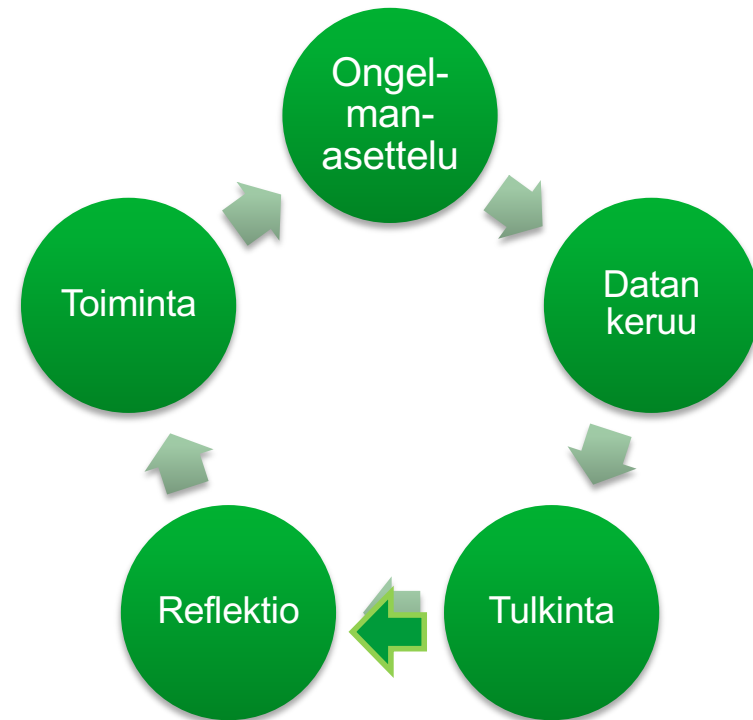 Ongel-
man-
asettelu
Datan
keruu
Tulkinta
Reflektio
Toiminta